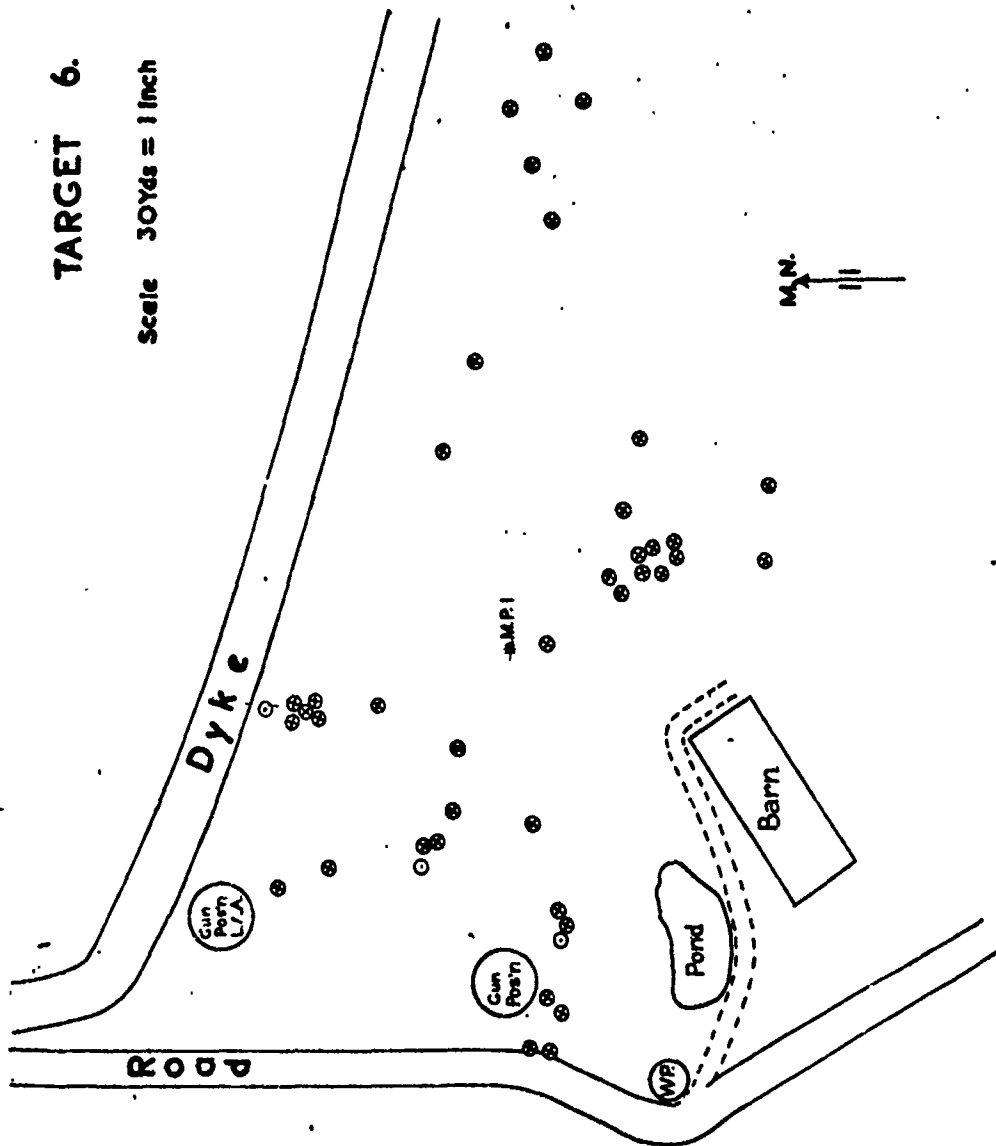 TARGET 6.
Scale 30Yds = 1 Inch
Dyke
Road
Gun
Pos'n
L/A.
Gun
Pos'n
M.P.I
M.N.
Pond
Barn
W.P.